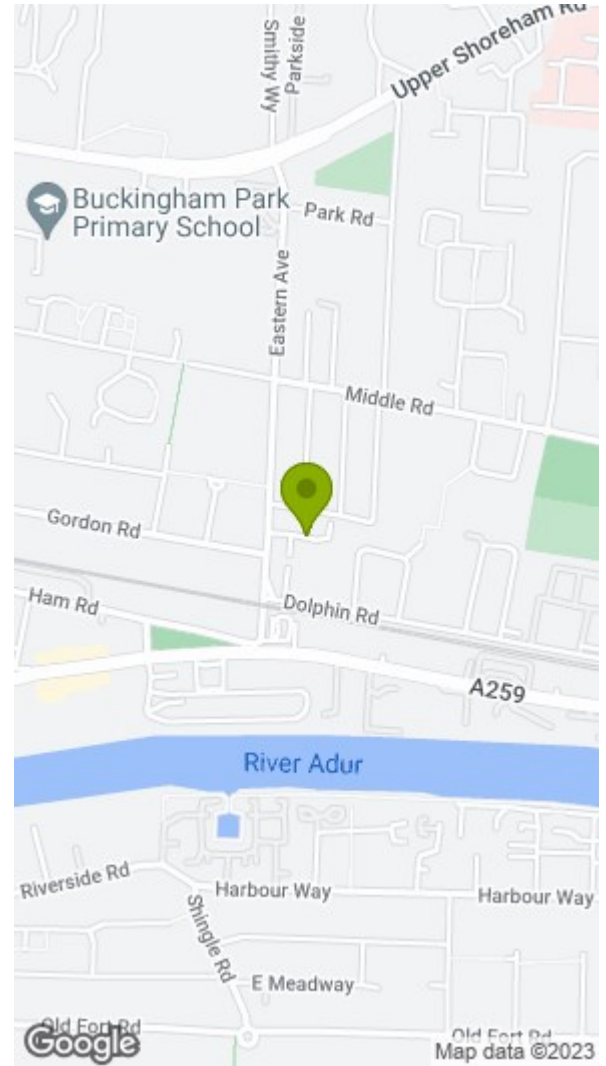 Smithy Wy
Parkside
Upper Shoreham Rd
Buckingham Park
Primary School
Park Rd
Eastern Ave
Middle Rd
Gordon Rd
Ham Rd
Dolphin Rd
A259
River Adur
Riverside Rd
Harbour Way
Harbour Way
Shingle Rd
E Meadway
Old Fort Rd
Old Fort Rd
Google
Map data ©2023